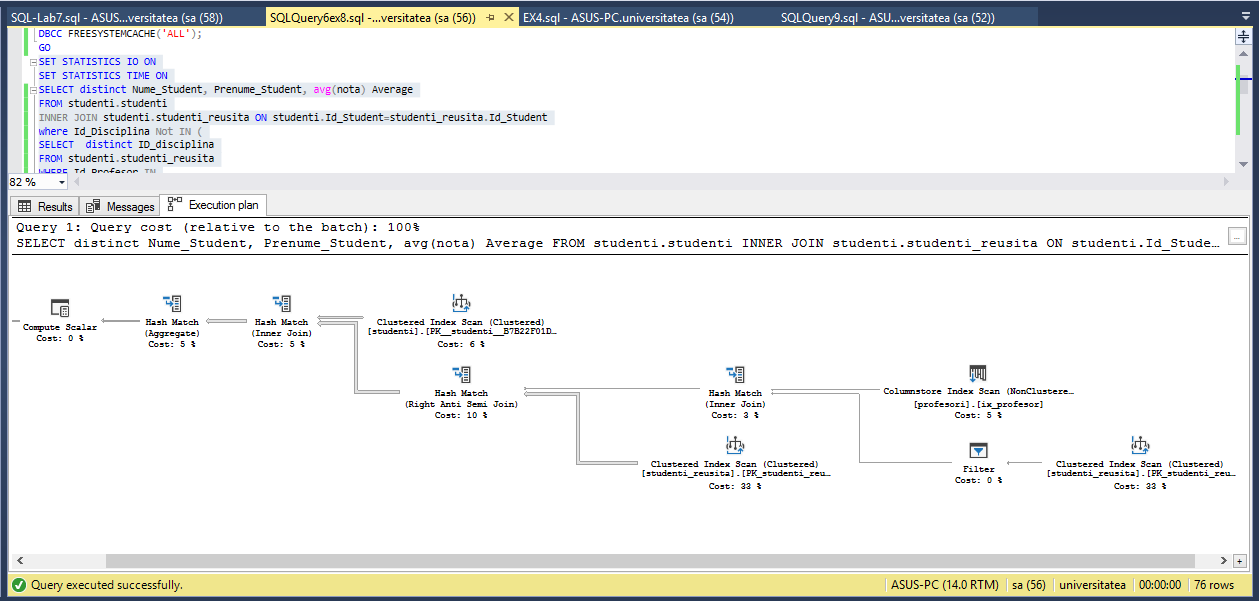 SQL-Lab7.sql - ASUS...versitatea (sa (58))
SQLQuery6ex8.sql -...versitatea (sa (56))
EX4.sql - ASUS-PC.universitatea (sa (54))
SQLQuery9.sql - ASU...versitatea (sa (52))
DBCC FREESYSTEMCACHE('ALL');
GO
SET STATISTICS IO ON
SET STATISTICS TIME ON
SELECT distinct Nume_Student, Prenume_Student, avg(nota) Average
FROM studenti.studenti
INNER JOIN studenti.studenti_reusita ON studenti.Id_Student=studenti_reusita.Id_Student
where Id_Disciplina Not IN (
SELECT  distinct ID_disciplina
FROM studenti.studenti_reusita
WHERE Id_Profesor IN
82 %
Results
Messages
Execution plan
Query 1: Query cost (relative to the batch): 100%
SELECT distinct Nume_Student, Prenume_Student, avg(nota) Average FROM studenti.studenti INNER JOIN studenti.studenti_reusita ON studenti.Id_Stude...
Compute Scalar
Cost: 0 %
Hash Match
(Aggregate)
Cost: 5 %
Hash Match
(Inner Join)
Cost: 5 %
Clustered Index Scan (Clustered)
[studenti].[PK__studenti__B7B22F01D...
Cost: 6 %
Hash Match
(Right Anti Semi Join)
Cost: 10 %
Hash Match
(Inner Join)
Cost: 3 %
Columnstore Index Scan (NonClustere...
[profesori].[ix_profesor]
Cost: 5 %
Clustered Index Scan (Clustered)
[studenti_reusita].[PK_studenti_reu...
Cost: 33 %
Filter
Cost: 0 %
Clustered Index Scan (Clustered)
[studenti_reusita].[PK_studenti_reu...
Cost: 33 %
Query executed successfully.
ASUS-PC (14.0 RTM)
sa (56)
universitatea
00:00:00
76 rows